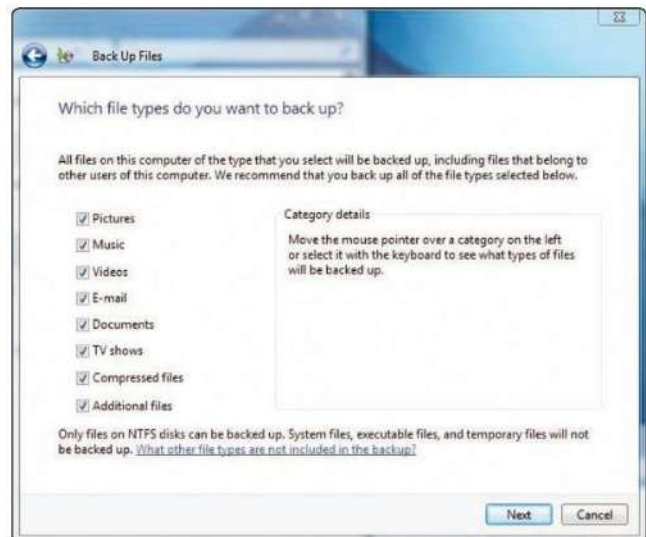 Back Up Files
Which file types do you want to back up?
All files on this computer of the type that you select will be backed up, including files that belong to
other users of this computer. We recommend that you back up all of the file types selected below.
Pictures
Music
Videos
E-mail
Documents
TV shows
Compressed files
Additional files
Category details
Move the mouse pointer over a category on the left
or select it with the keyboard to see what types of files
will be backed up.
Only files on NTFS disks can be backed up. System files, executable files, and temporary files will not
be backed up. What other file types are not included in the backup?
Next
Cancel